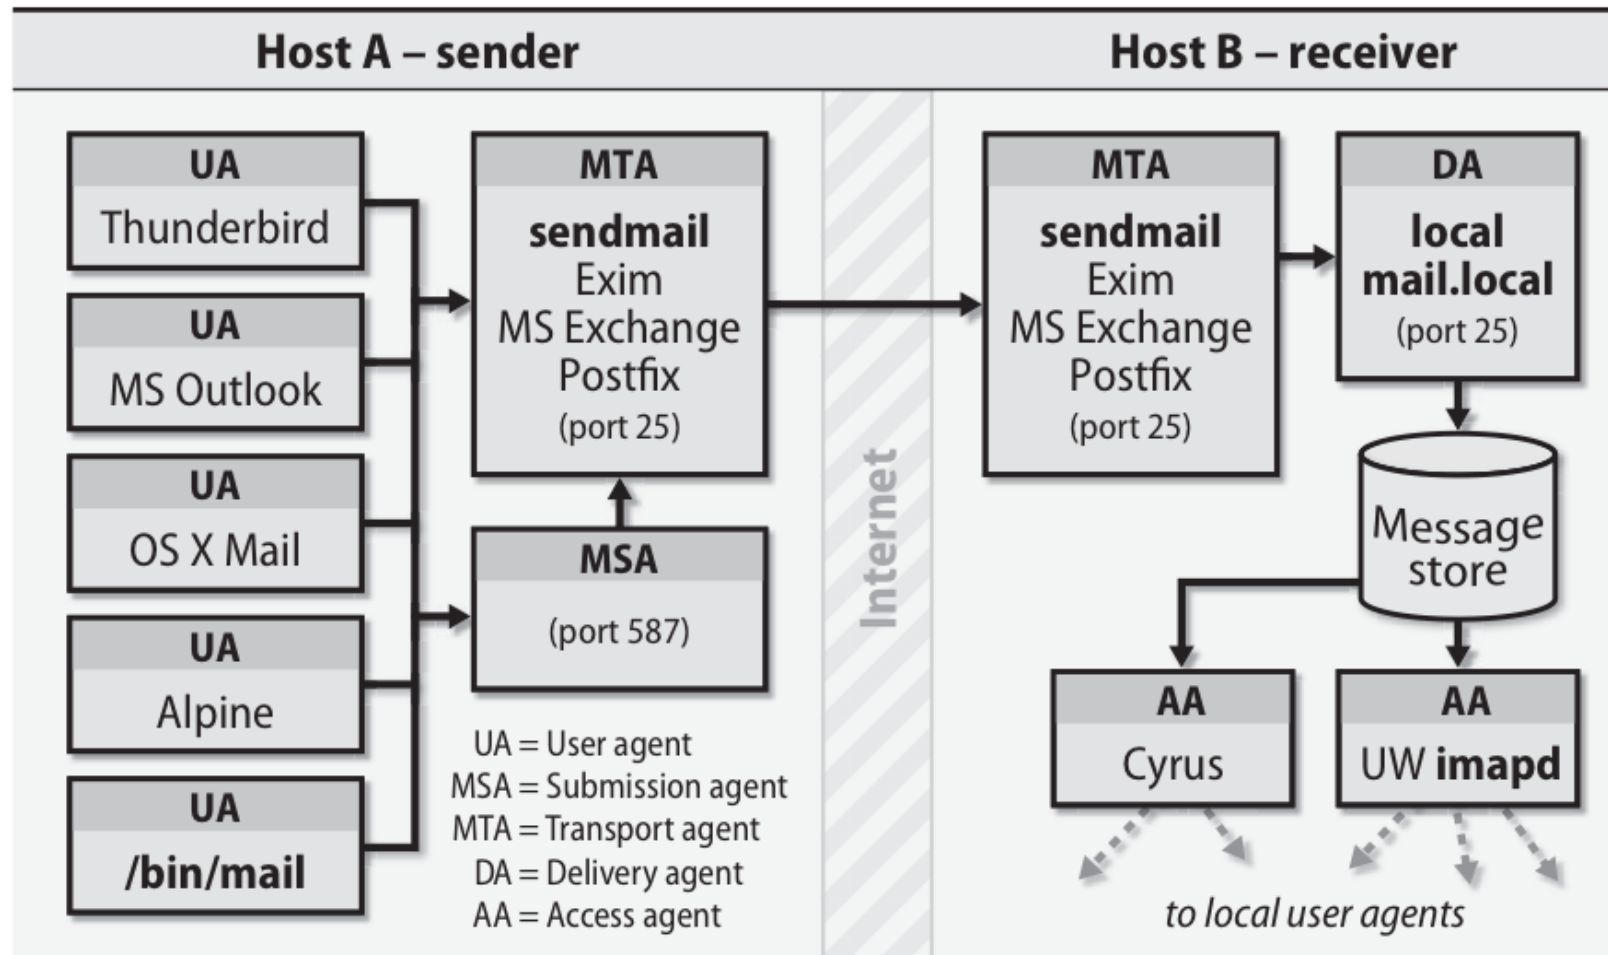 Host A – sender
Host B – receiver
UA
Thunderbird
UA
MS Outlook
UA
OS X Mail
UA
Alpine
UA
/bin/mail
MTA
sendmail
Exim
MS Exchange
Postfix
(port 25)
MSA
(port 587)
UA = User agent
MSA = Submission agent
MTA = Transport agent
DA = Delivery agent
AA = Access agent
Internet
MTA
sendmail
Exim
MS Exchange
Postfix
(port 25)
DA
local
mail.local
(port 25)
Message
store
AA
Cyrus
AA
UW imapd
to local user agents